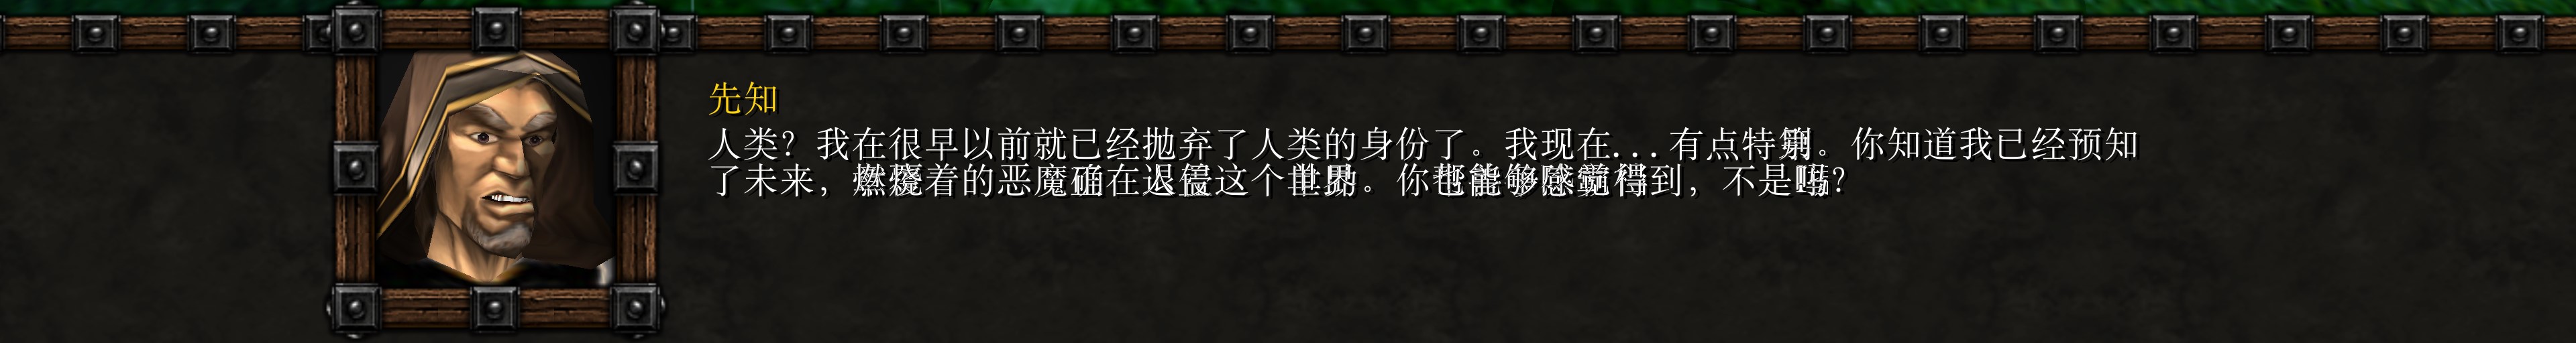 先知
人类？我在很早以前就已经抛弃了人类的身份了。我现在...有点特别。你知道我已经预知
了未来，燃烧着的恶魔正在入侵这个世界。你也能够感觉得到，不是吗？